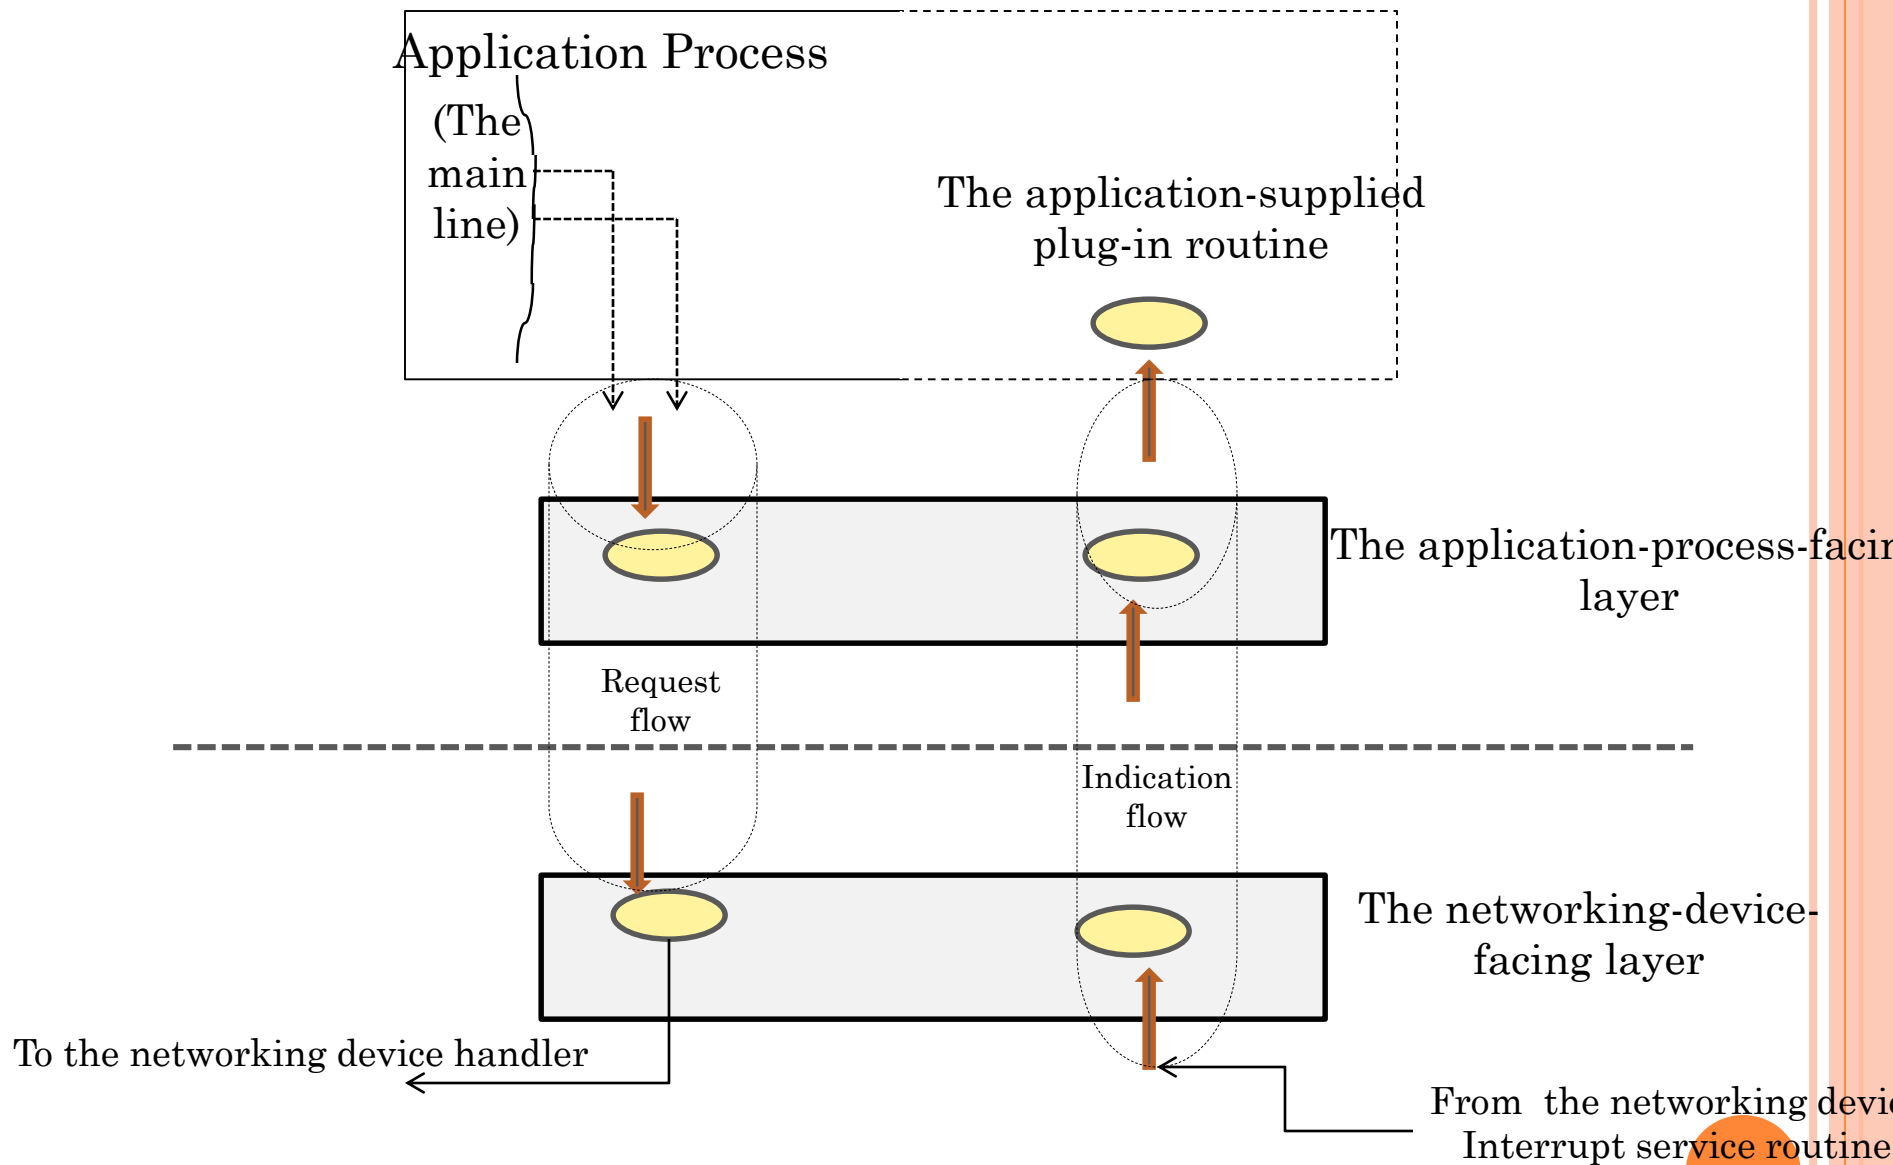 Application Process
(The
main
line)
The application-supplied
plug-in routine
The application-process-facin
layer
Request
flow
Indication
flow
The networking-device-
facing layer
To the networking device handler
From the networking devic
Interrupt service routine